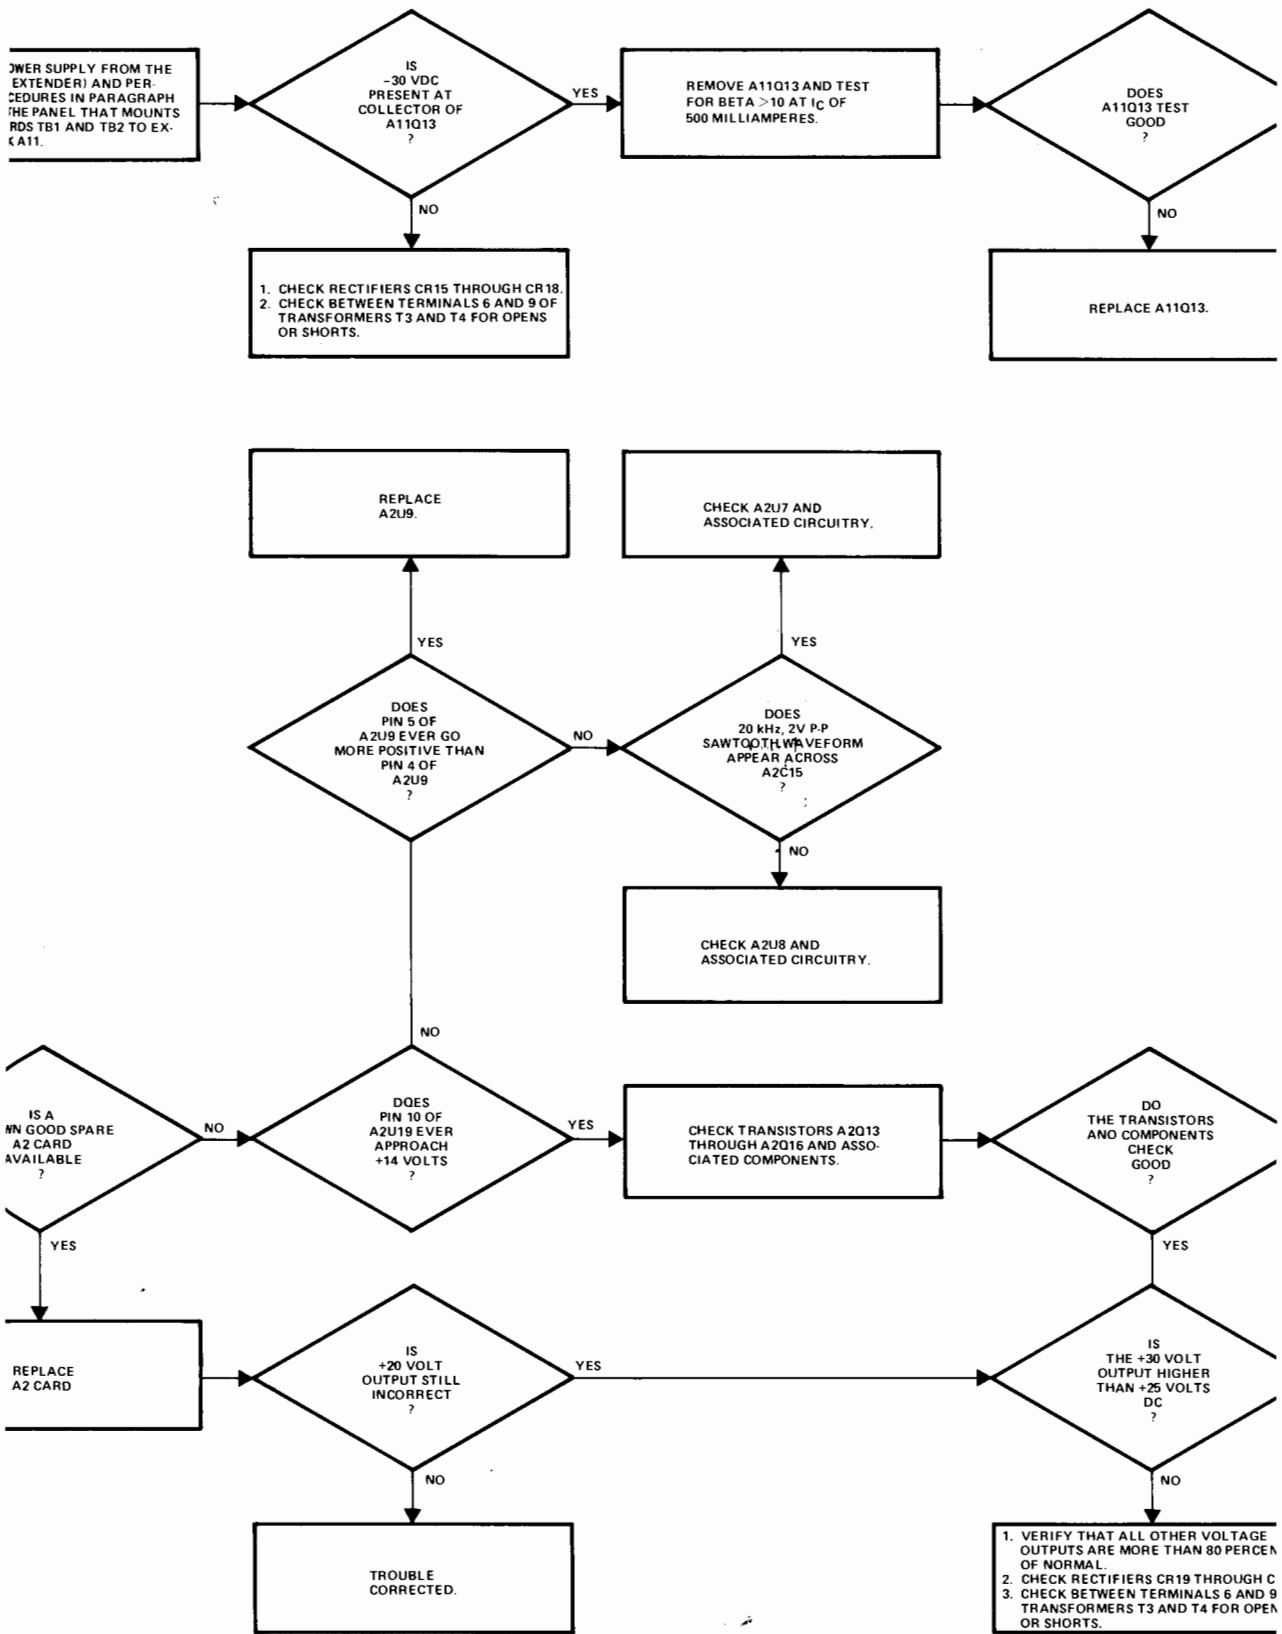 OWER SUPPLY FROM THE
EXTENDER) AND PER-
CEDURES IN PARAGRAPH
THE PANEL THAT MOUNTS
RDS TB1 AND TB2 TO EX-
A11.
IS
-30 VDC
PRESENT AT
COLLECTOR OF
A11Q13
?
YES
NO
REMOVE A11Q13 AND TEST
FOR BETA >10 AT IC OF
500 MILLIAMPERES.
DOES
A11Q13 TEST
GOOD
?
NO
1. CHECK RECTIFIERS CR15 THROUGH CR18.
2. CHECK BETWEEN TERMINALS 6 AND 9 OF
TRANSFORMERS T3 AND T4 FOR OPENS
OR SHORTS.
REPLACE A11Q13.
REPLACE
A2U9.
CHECK A2U7 AND
ASSOCIATED CIRCUITRY.
YES
YES
DOES
PIN 5 OF
A2U9 EVER GO
MORE POSITIVE THAN
PIN 4 OF
A2U9
?
NO
DOES
20 kHz, 2V P-P
SAWTOOTH WAVEFORM
APPEAR ACROSS
A2C15
?
NO
CHECK A2U8 AND
ASSOCIATED CIRCUITRY.
NO
IS A
WN GOOD SPARE
A2 CARD
AVAILABLE
?
NO
YES
DOES
PIN 10 OF
A2U19 EVER
APPROACH
+14 VOLTS
?
YES
CHECK TRANSISTORS A2Q13
THROUGH A2Q16 AND ASSO-
CIATED COMPONENTS.
DO
THE TRANSISTORS
ANO COMPONENTS
CHECK
GOOD
?
YES
REPLACE
A2 CARD
IS
+20 VOLT
OUTPUT STILL
INCORRECT
?
YES
NO
IS
THE +30 VOLT
OUTPUT HIGHER
THAN +25 VOLTS
DC
?
NO
TROUBLE
CORRECTED.
1. VERIFY THAT ALL OTHER VOLTAGE
OUTPUTS ARE MORE THAN 80 PERCEN
OF NORMAL.
2. CHECK RECTIFIERS CR19 THROUGH C
3. CHECK BETWEEN TERMINALS 6 AND 9
TRANSFORMERS T3 AND T4 FOR OPEN
OR SHORTS.